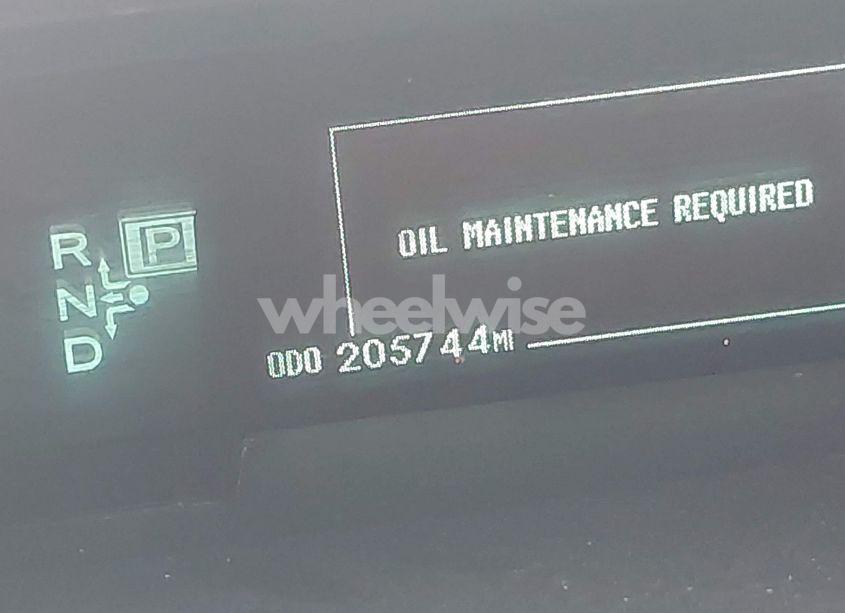 OIL MAINTENANCE REQUIRED
R P
N
wheelwise
D
ODO 205744MI